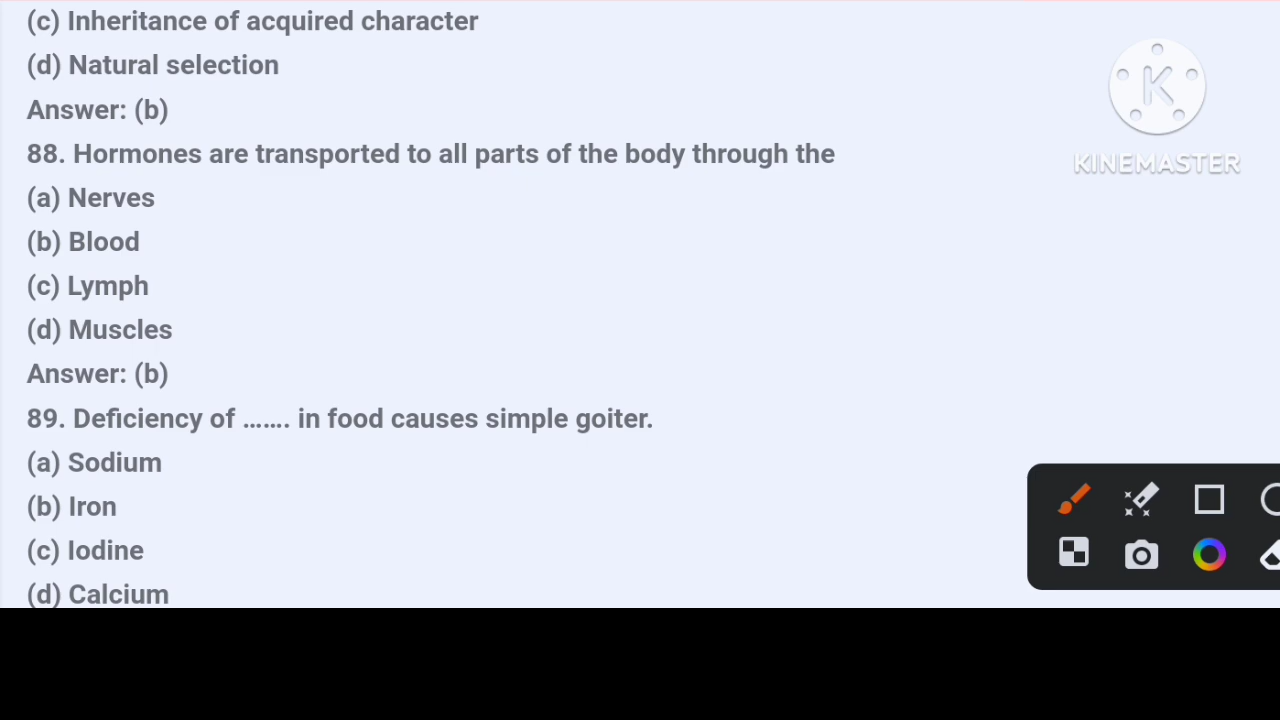 (c) Inheritance of acquired character
(d) Natural selection
Answer: (b)
88. Hormones are transported to all parts of the body through the
(a) Nerves
(b) Blood
(c) Lymph
(d) Muscles
Answer: (b)
89. Deficiency of ....... in food causes simple goiter.
(a) Sodium
(b) Iron
(c) Iodine
(d) Calcium
K
KINEMASTER